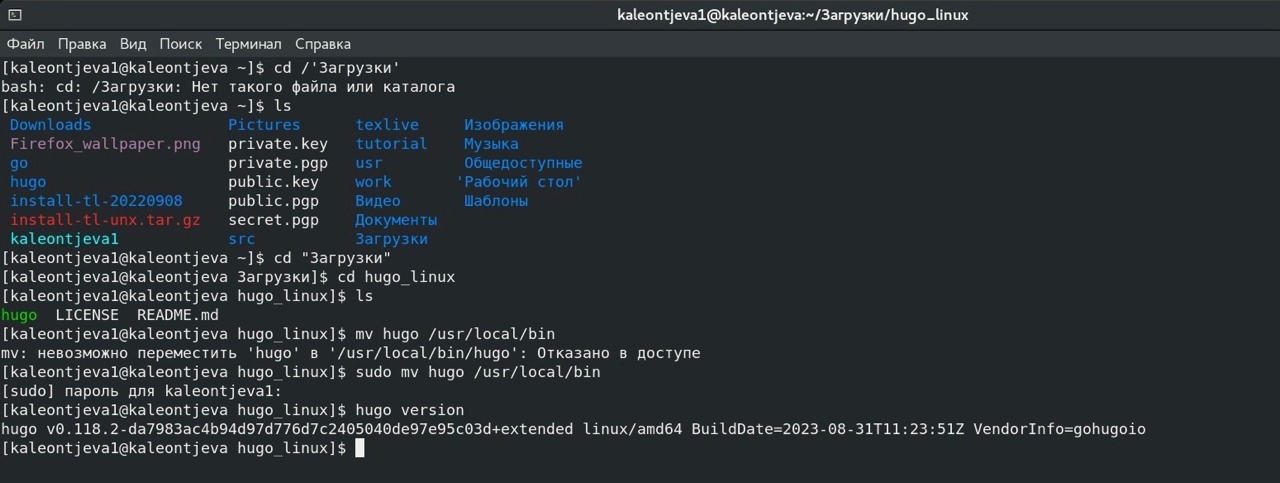 kaleontjeva1@kaleontjeva:~/Загрузки/hugo_linux
Файл Правка Вид Поиск Терминал Справка
[kaleontjeva1@kaleontjeva ~]$ cd /'Загрузки'
bash: cd: /Загрузки: Нет такого файла или каталога
[kaleontjeva1@kaleontjeva ~]$ ls
Downloads Pictures texlive Изображения
Firefox_wallpaper.png private.key tutorial Музыка
go private.pgp usr Общедоступные
hugo public.key work 'Рабочий стол'
install-tl-20220908 public.pgp Видео Шаблоны
install-tl-unx.tar.gz secret.pgp Документы
kaleontjeva1 src Загрузки
[kaleontjeva1@kaleontjeva ~]$ cd "Загрузки"
[kaleontjeva1@kaleontjeva Загрузки]$ cd hugo_linux
[kaleontjeva1@kaleontjeva hugo_linux]$ ls
hugo LICENSE README.md
[kaleontjeva1@kaleontjeva hugo_linux]$ mv hugo /usr/local/bin
mv: невозможно переместить 'hugo' в '/usr/local/bin/hugo': Отказано в доступе
[kaleontjeva1@kaleontjeva hugo_linux]$ sudo mv hugo /usr/local/bin
[sudo] пароль для kaleontjeva1:
[kaleontjeva1@kaleontjeva hugo_linux]$ hugo version
hugo v0.118.2-da7983ac4b94d97d776d7c2405040de97e95c03d+extended linux/amd64 BuildDate=2023-08-31T11:23:51Z VendorInfo=gohugoio
[kaleontjeva1@kaleontjeva hugo_linux]$